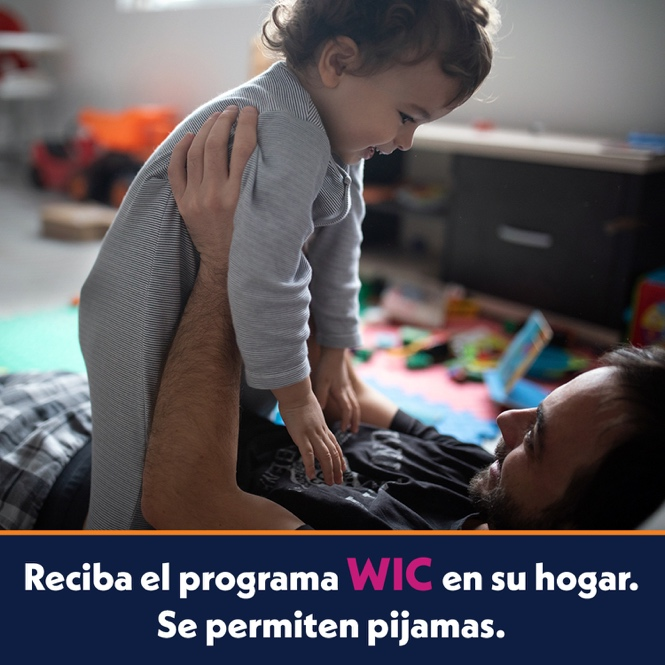 Reciba el programa WIC en su hogar.
Se permiten pijamas.